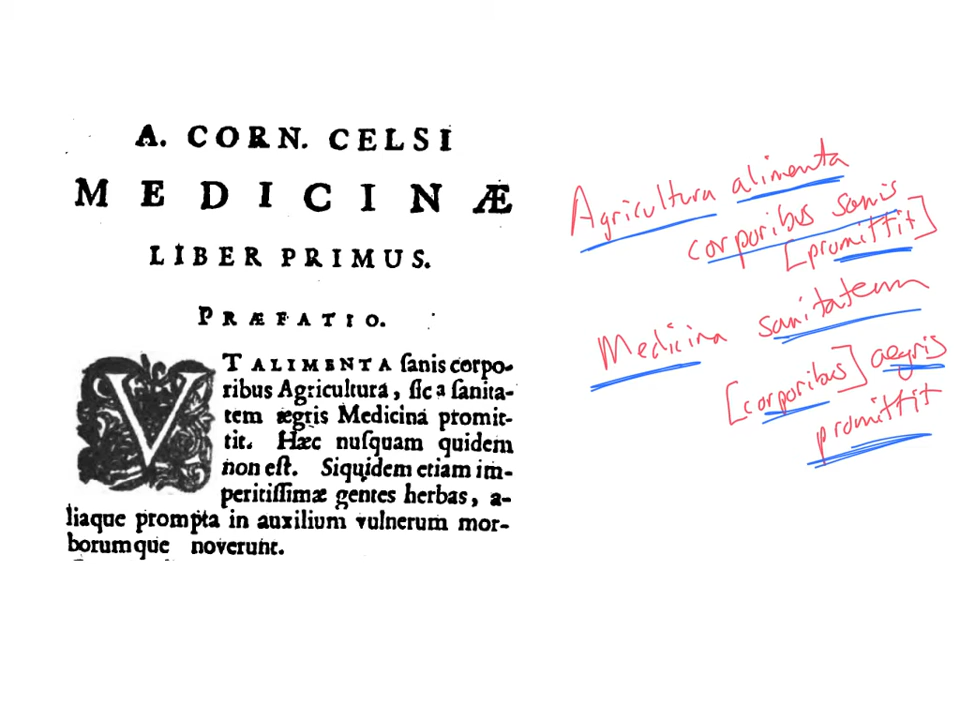 A. CORN. CELSI
MEDICINÆ
LIBER PRIMUS.
PRÆFATIO.
VT ALIMENTA ſanis corpo-
ribus Agricultura, ſic a ſanita-
tem ægris Medicina promit-
tit. Hæc nuſquam quidem
non eſt. Siquidem etiam im-
peritiſſimæ gentes herbas, a-
liaque prompta in auxilium vulnerum mor-
borumque noverunt.
Agricultura alimenta
corporibus sanis
[promittit]
Medicina sanitatem
[corporibus] aegris
promittit